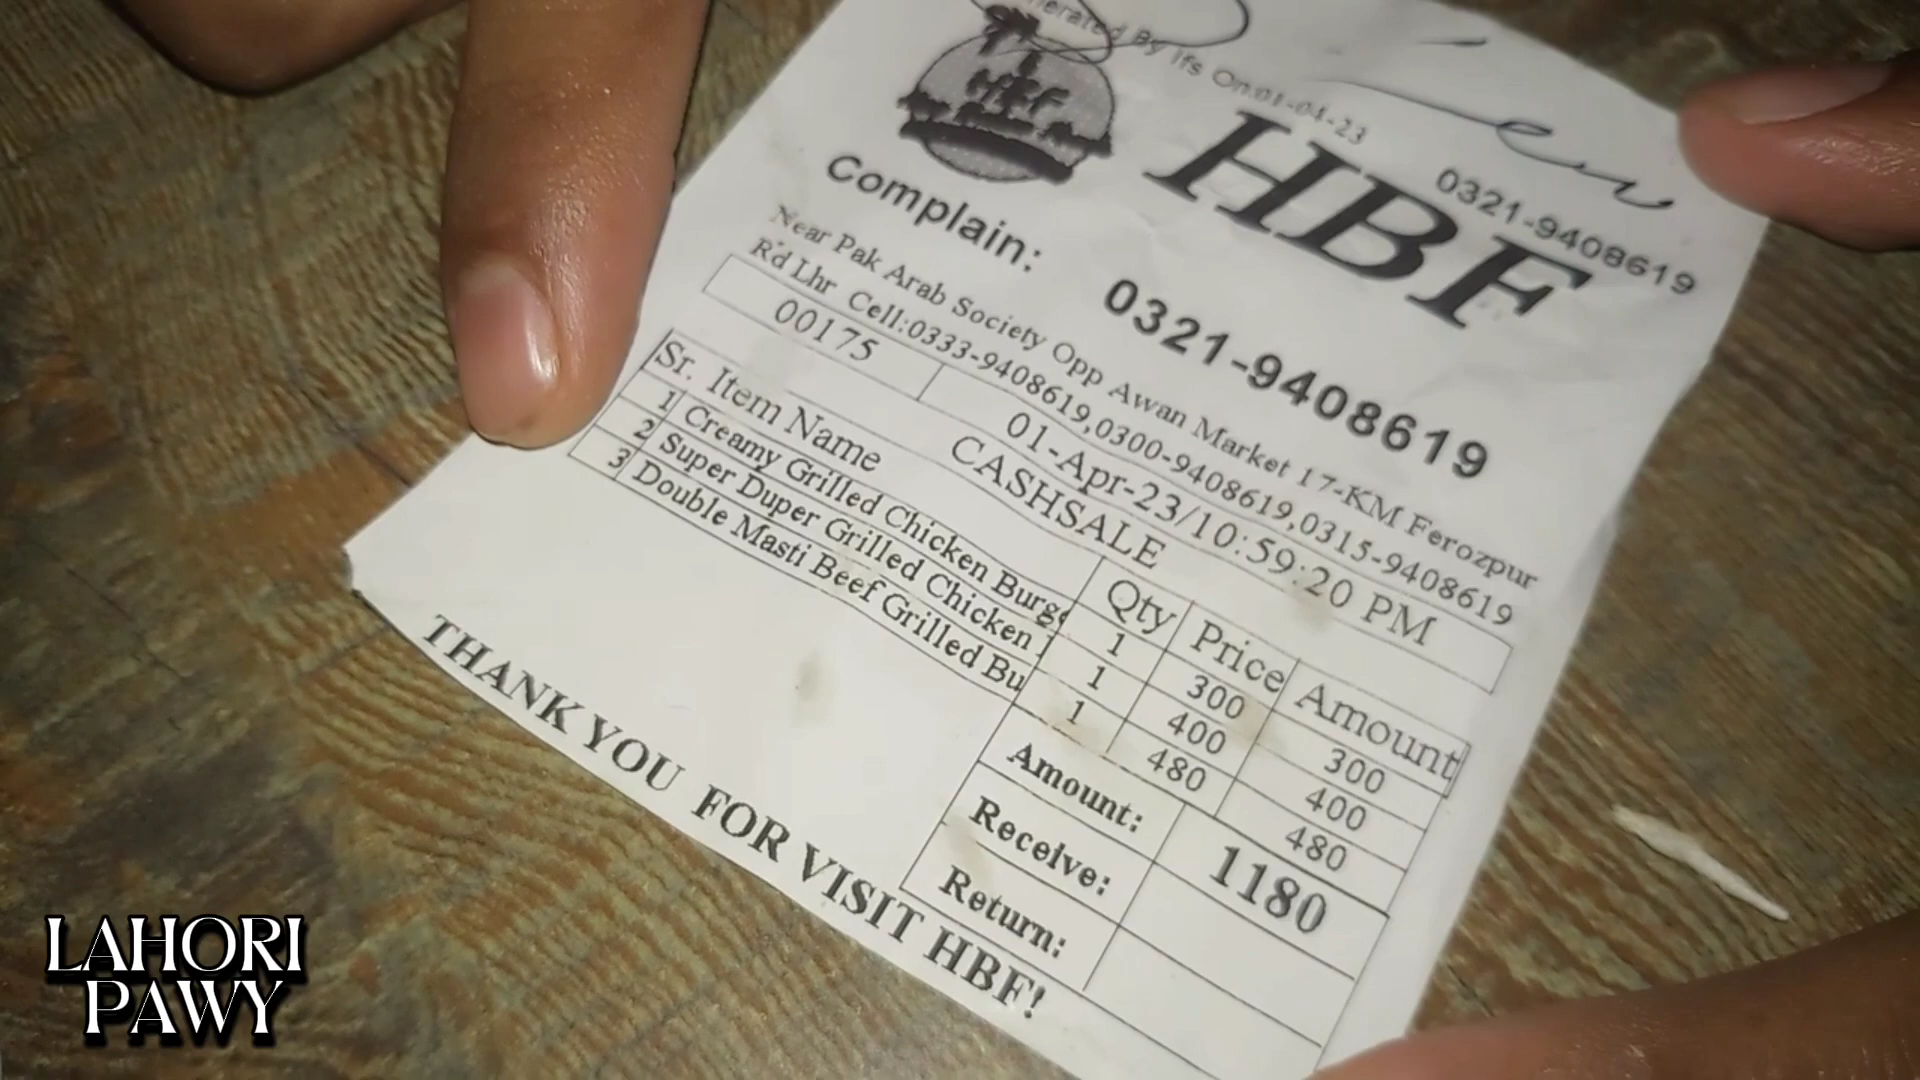 Generated By Ifs On:01-04-23
HBF
HBF
0321-9408619
Complain: 0321-9408619
Near Pak Arab Society Opp Awan Market 17-KM Ferozpur
Rd Lhr Cell:0333-9408619,0300-9408619,0315-9408619
00175 01-Apr-23/10:59:20 PM
CASHSALE
Sr. Item Name Qty Price Amount
1 Creamy Grilled Chicken Burge 1 300 300
2 Super Duper Grilled Chicken 1 400 400
3 Double Masti Beef Grilled Bu 1 480 480
Amount: 1180
Receive:
Return:
THANK YOU FOR VISIT HBF!
LAHORI
PAWY